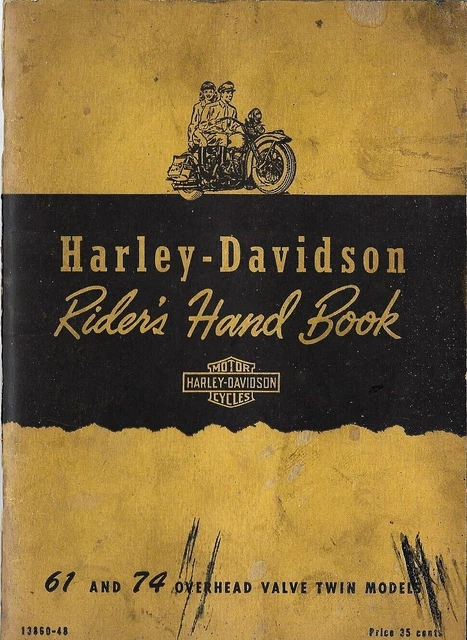 Harley-Davidson
Rider's Hand Book
MOTOR
HARLEY-DAVIDSON
CYCLES
61 AND 74 OVERHEAD VALVE TWIN MODELS
13860-48
Price 35 cents